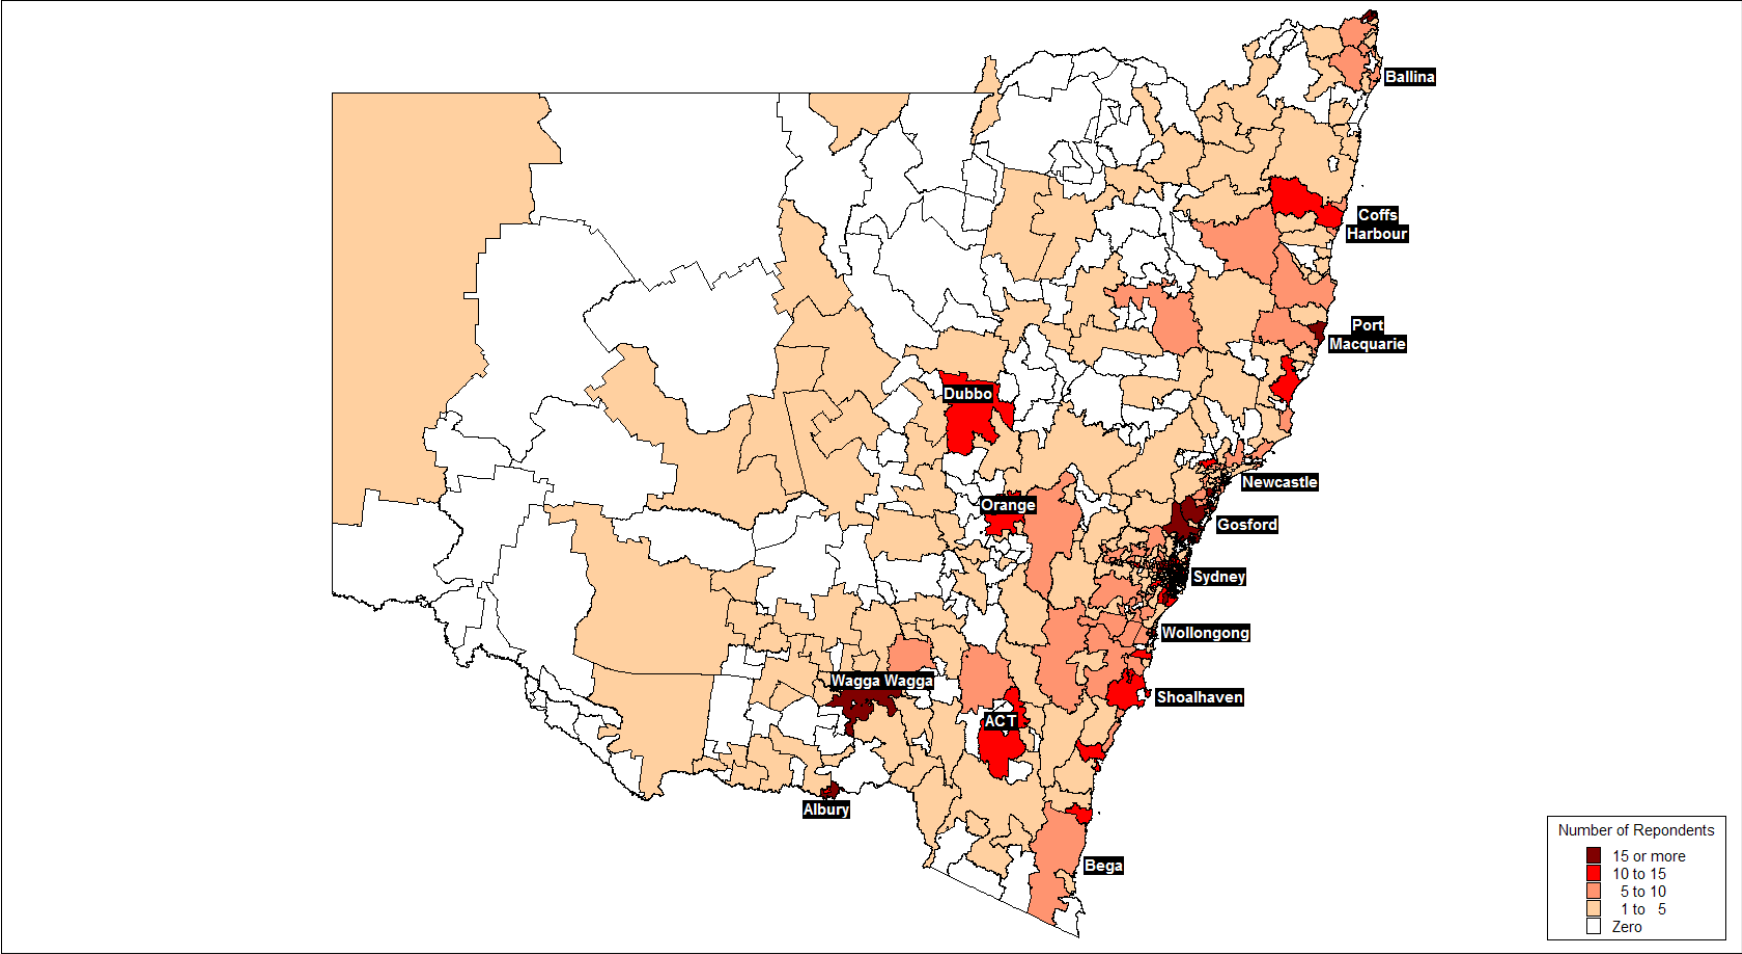 Ballina
Coffs
Harbour
Port
Macquarie
Dubbo
Newcastle
Orange
Gosford
Sydney
Wollongong
Wagga Wagga
Shoalhaven
ACT
Albury
Bega
Number of Repondents
15 or more
10 to 15
5 to 10
1 to 5
Zero